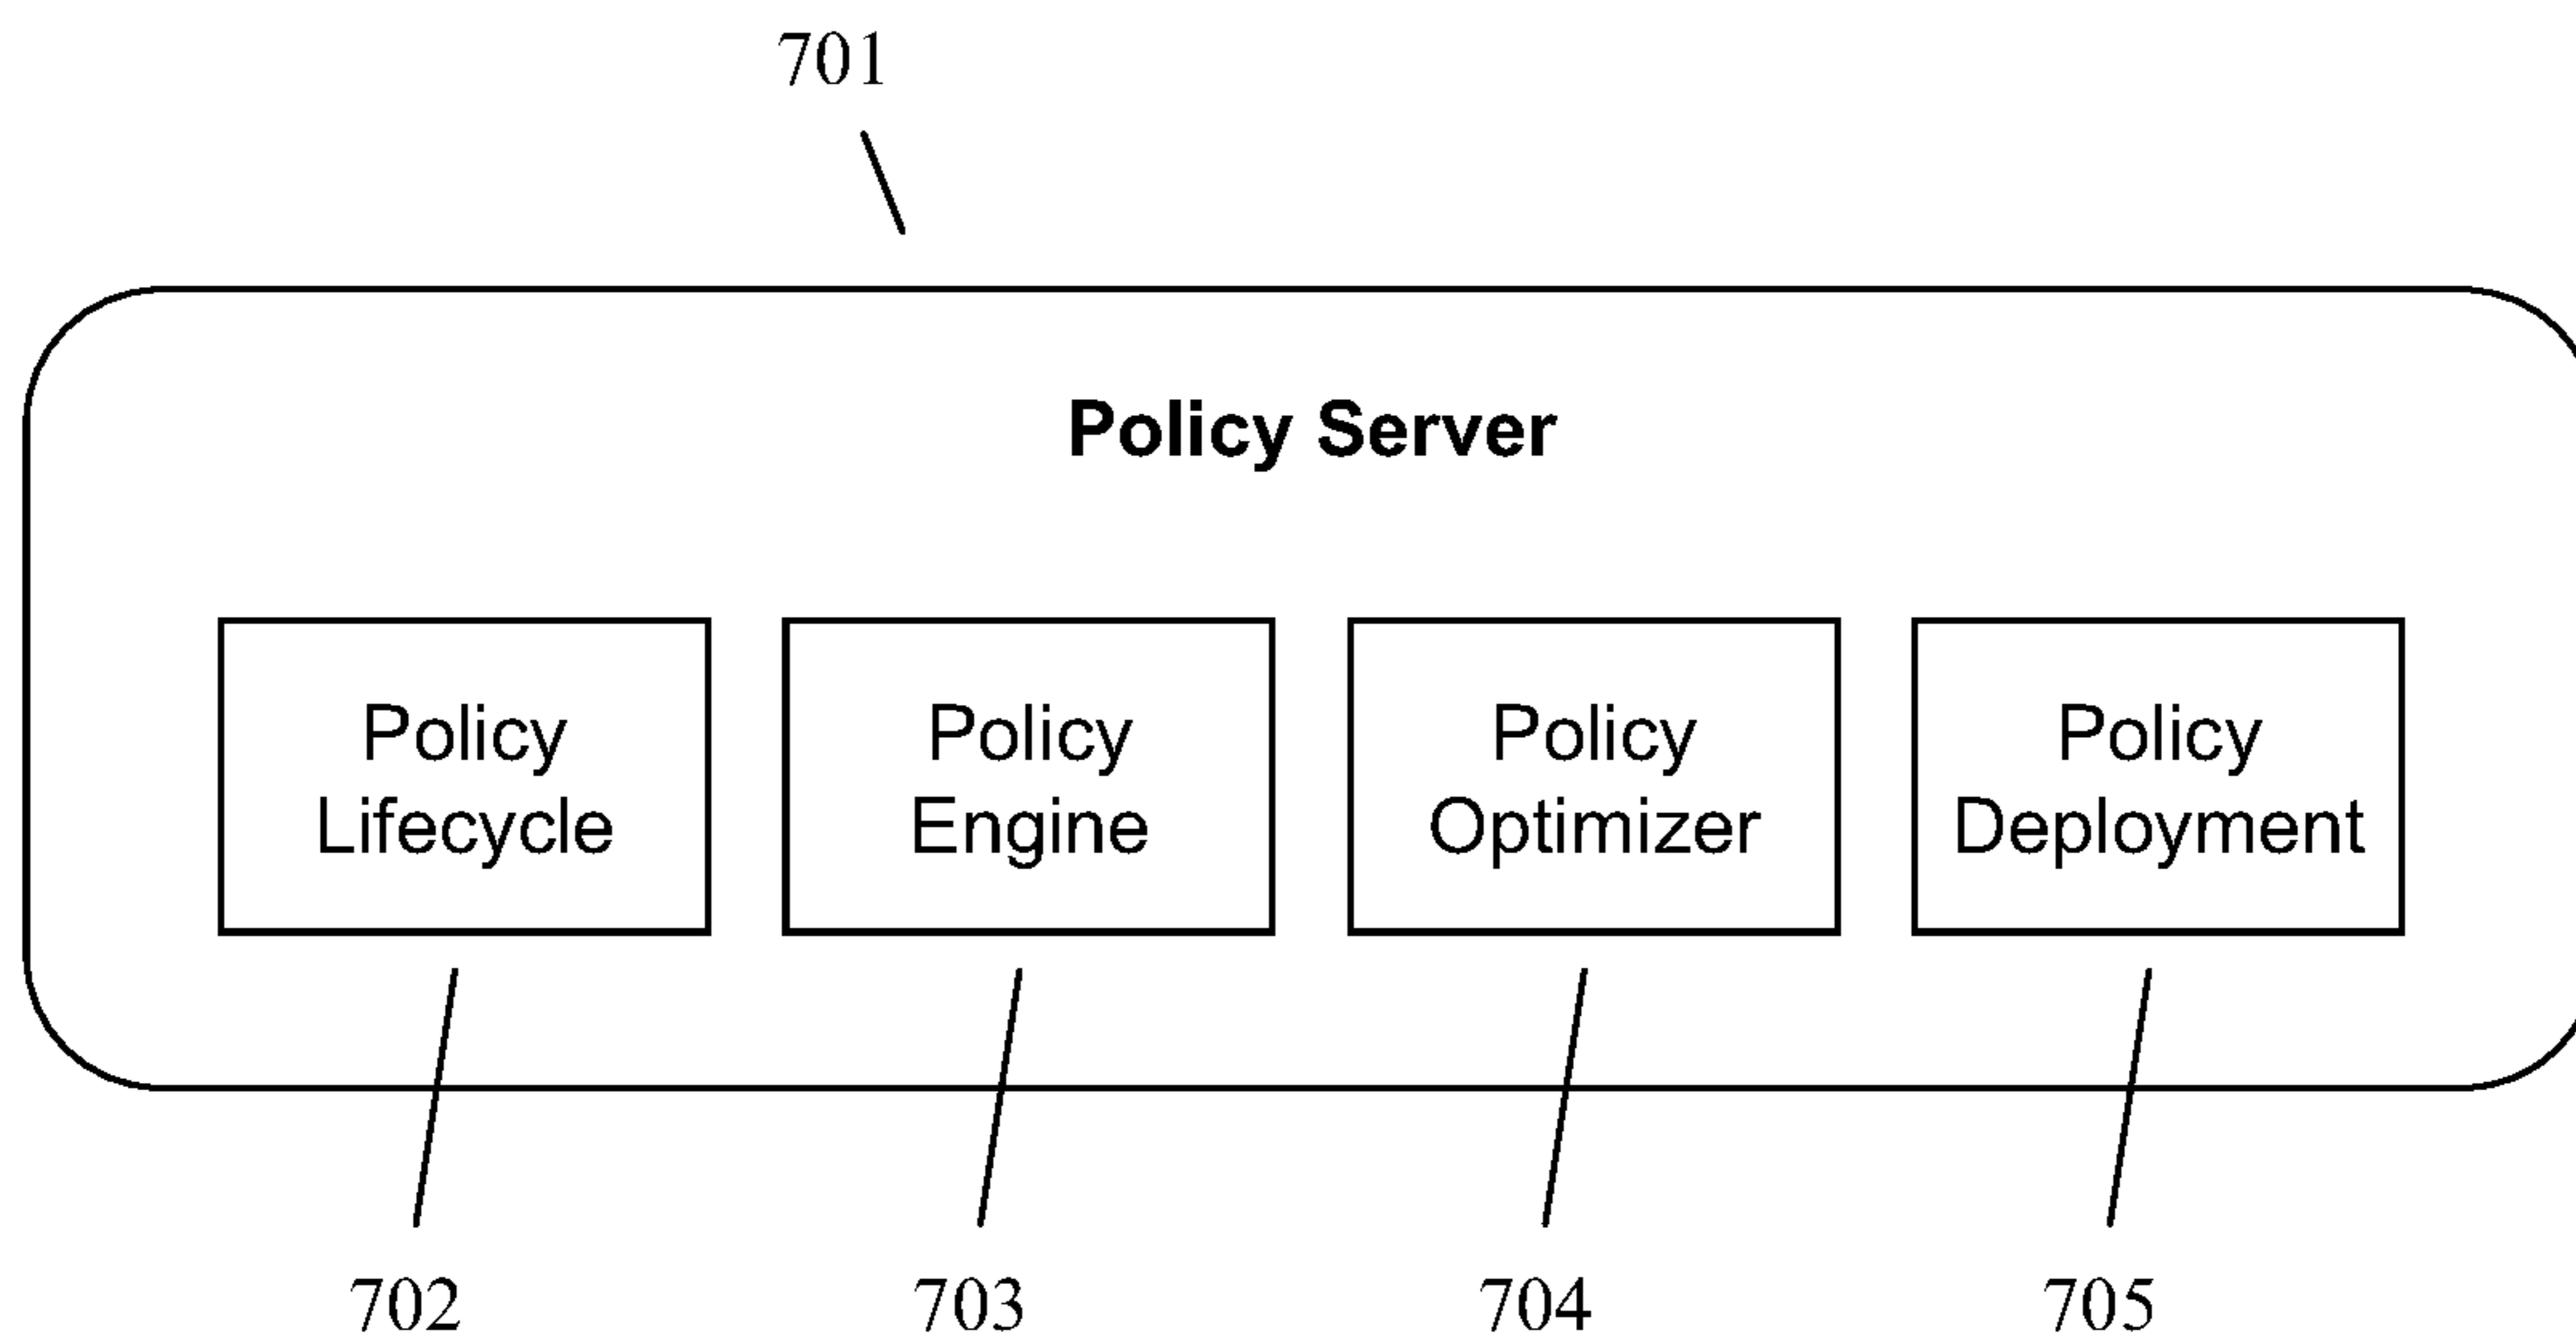 701
Policy Server
Policy
Lifecycle
Policy
Engine
Policy
Optimizer
Policy
Deployment
702
703
704
705